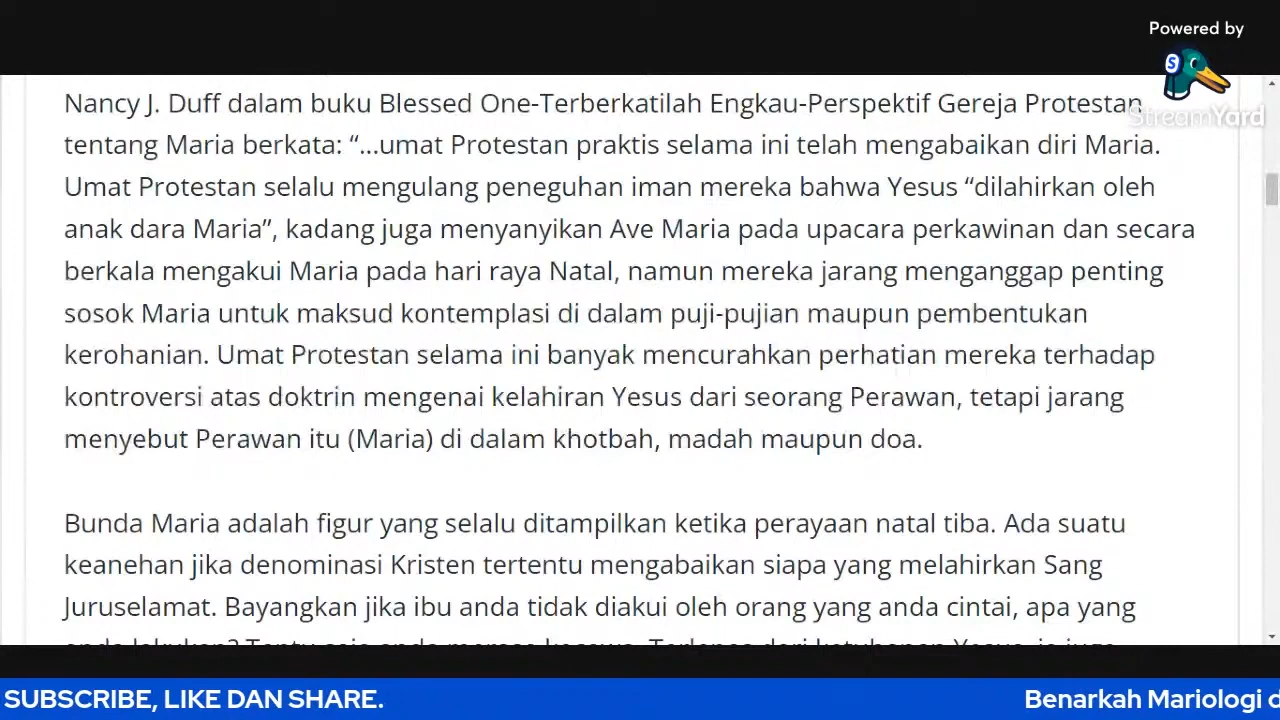 Powered by
StreamYard
Nancy J. Duff dalam buku Blessed One-Terberkatilah Engkau-Perspektif Gereja Protestan
tentang Maria berkata: “...umat Protestan praktis selama ini telah mengabaikan diri Maria.
Umat Protestan selalu mengulang peneguhan iman mereka bahwa Yesus “dilahirkan oleh
anak dara Maria”, kadang juga menyanyikan Ave Maria pada upacara perkawinan dan secara
berkala mengakui Maria pada hari raya Natal, namun mereka jarang menganggap penting
sosok Maria untuk maksud kontemplasi di dalam puji-pujian maupun pembentukan
kerohanian. Umat Protestan selama ini banyak mencurahkan perhatian mereka terhadap
kontroversi atas doktrin mengenai kelahiran Yesus dari seorang Perawan, tetapi jarang
menyebut Perawan itu (Maria) di dalam khotbah, madah maupun doa.
Bunda Maria adalah figur yang selalu ditampilkan ketika perayaan natal tiba. Ada suatu
keanehan jika denominasi Kristen tertentu mengabaikan siapa yang melahirkan Sang
Juruselamat. Bayangkan jika ibu anda tidak diakui oleh orang yang anda cintai, apa yang
SUBSCRIBE, LIKE DAN SHARE.
Benarkah Mariologi